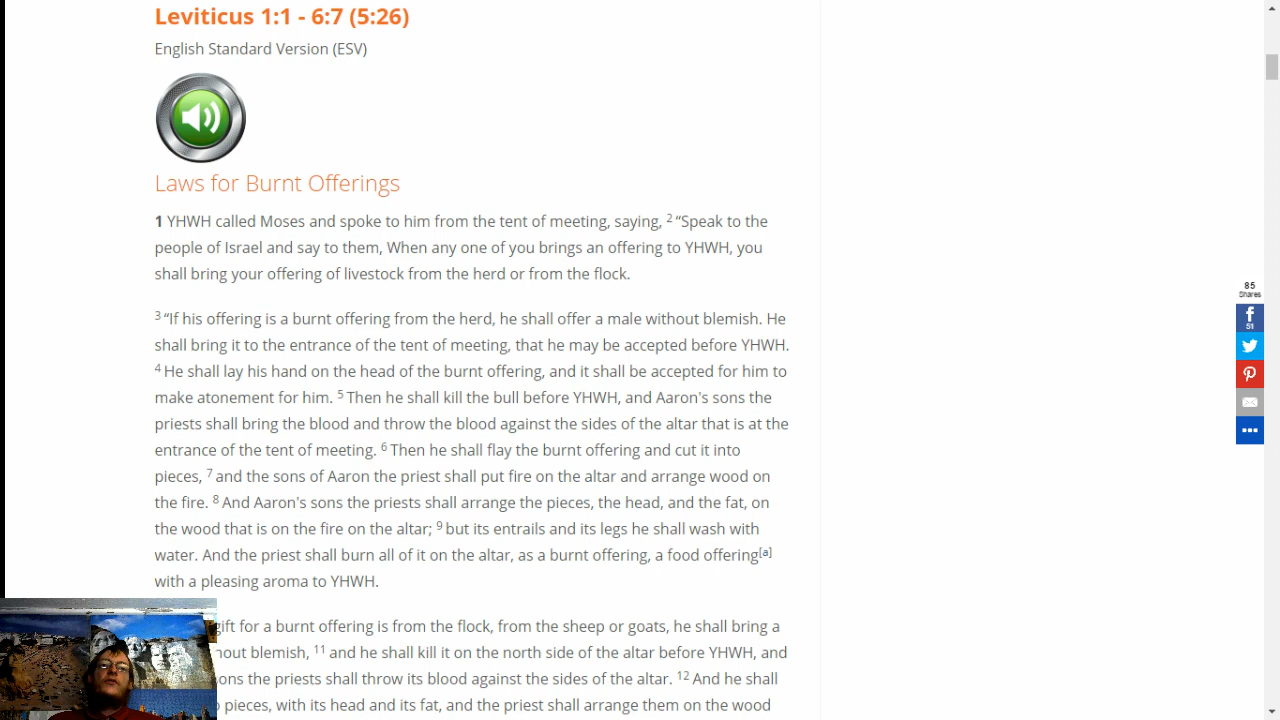 Leviticus 1:1 - 6:7 (5:26)
English Standard Version (ESV)
Laws for Burnt Offerings
1 YHWH called Moses and spoke to him from the tent of meeting, saying, 2 “Speak to the
people of Israel and say to them, When any one of you brings an offering to YHWH, you
shall bring your offering of livestock from the herd or from the flock.
3 “If his offering is a burnt offering from the herd, he shall offer a male without blemish. He
shall bring it to the entrance of the tent of meeting, that he may be accepted before YHWH.
4 He shall lay his hand on the head of the burnt offering, and it shall be accepted for him to
make atonement for him. 5 Then he shall kill the bull before YHWH, and Aaron's sons the
priests shall bring the blood and throw the blood against the sides of the altar that is at the
entrance of the tent of meeting. 6 Then he shall flay the burnt offering and cut it into
pieces, 7 and the sons of Aaron the priest shall put fire on the altar and arrange wood on
the fire. 8 And Aaron's sons the priests shall arrange the pieces, the head, and the fat, on
the wood that is on the fire on the altar; 9 but its entrails and its legs he shall wash with
water. And the priest shall burn all of it on the altar, as a burnt offering, a food offering[a]
with a pleasing aroma to YHWH.
gift for a burnt offering is from the flock, from the sheep or goats, he shall bring a
hout blemish, 11 and he shall kill it on the north side of the altar before YHWH, and
ons the priests shall throw its blood against the sides of the altar. 12 And he shall
pieces, with its head and its fat, and the priest shall arrange them on the wood
85
Shares
f
51